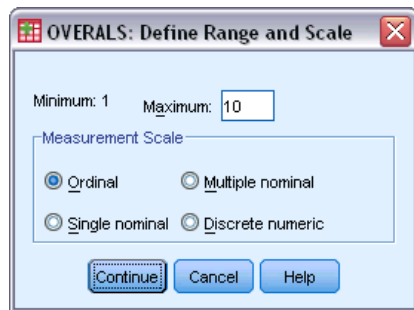 OVERALS: Define Range and Scale
Minimum: 1 Maximum: 10
Measurement Scale
Ordinal Multiple nominal
Single nominal Discrete numeric
Continue Cancel Help